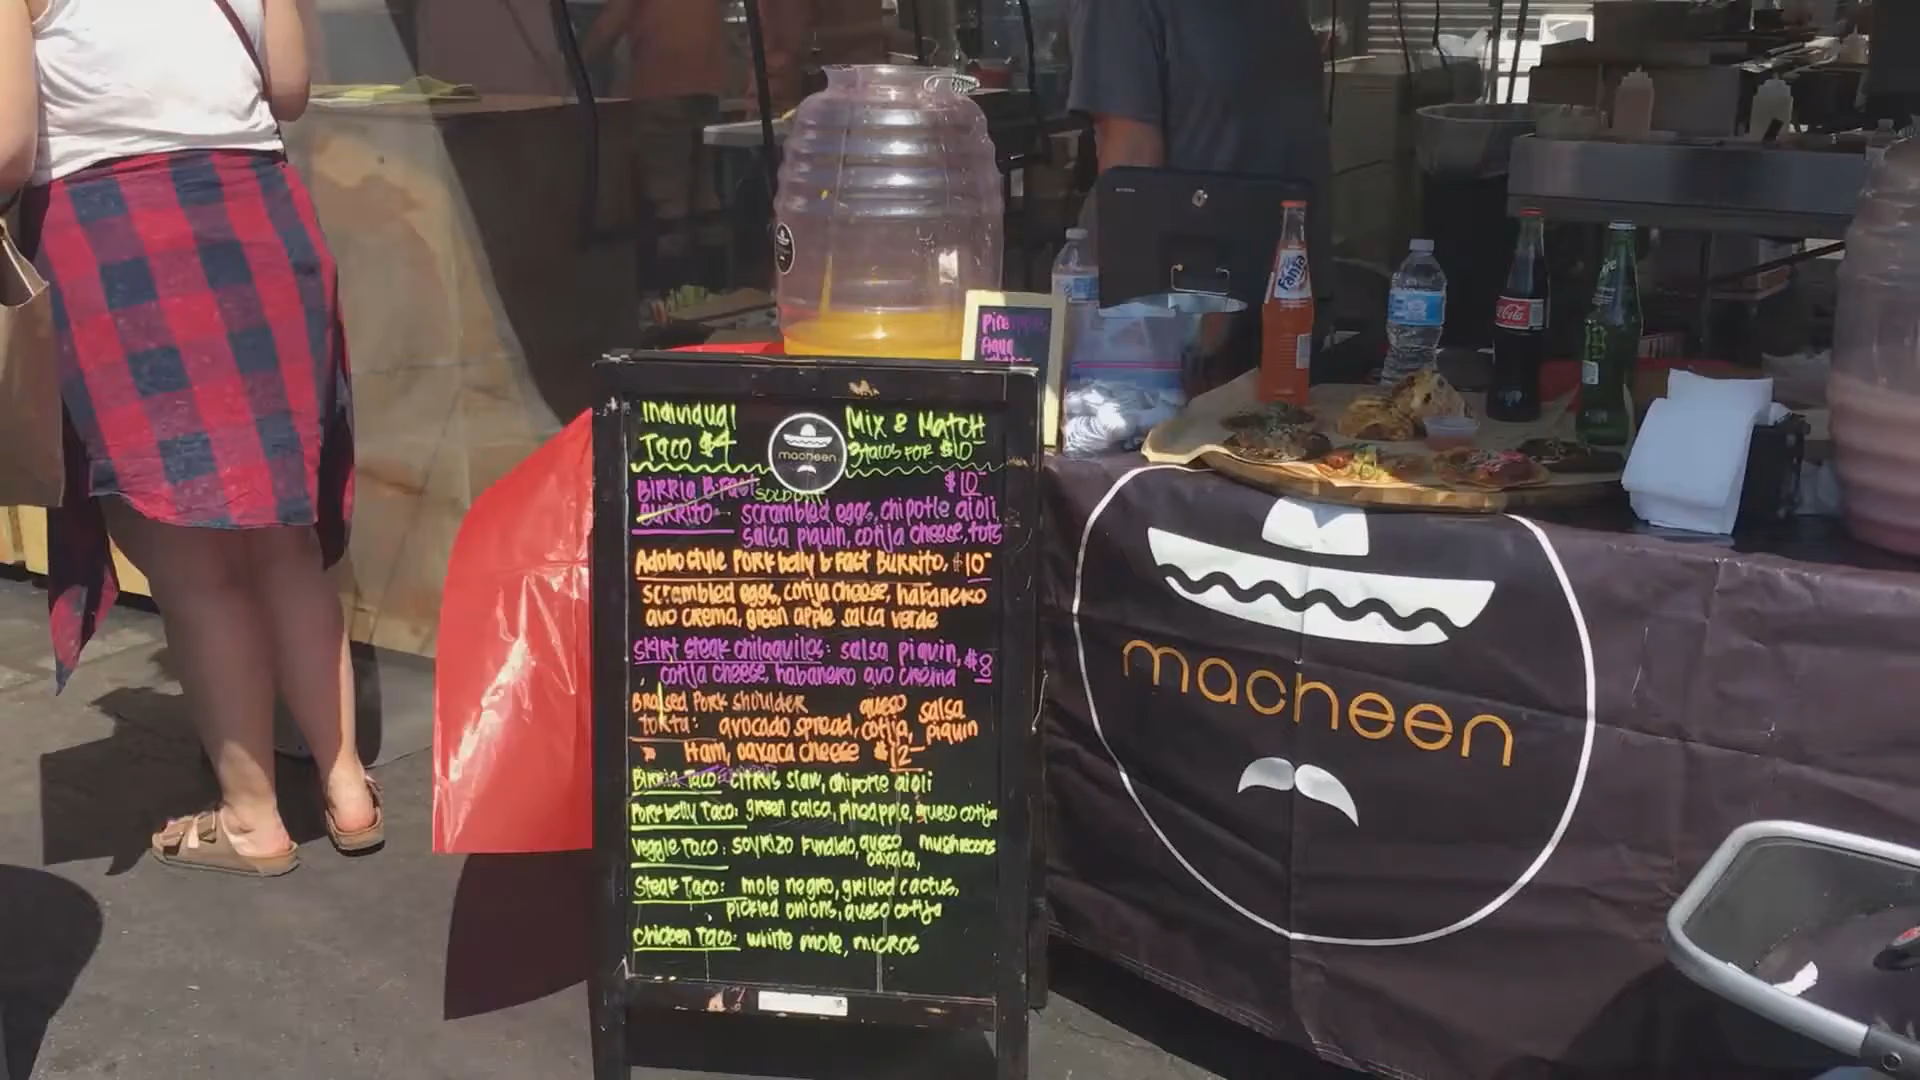 Individual
Taco $4
macheen
Mix & Match
3 tacos FOR $10
Birria B.Fast $10
Burrito SOLD OUT scrambled eggs, chipotle aioli,
salsa piquin, cotija cheese, tots
Adobo style Pork belly b.Fast Burrito, $10
scrambled eggs, cotija cheese, habanero
avo crema, green apple salsa verde
Skirt steak chilaquiles: salsa piquin, $8
cotija cheese, habanero avo crema
Braised Pork shoulder
torta: avocado spread, queso cotija, salsa piquin
Ham, oaxaca cheese $12
Birria Taco: citrus slaw, chipotle aioli
Pork belly Taco: green salsa, pineapple, queso cotija
Veggie Taco: soyrizo fundido, queso oaxaca, mushrooms
Steak Taco: mole negro, grilled cactus,
pickled onions, queso cotija
Chicken Taco: white mole, micros
Pineapple
Agua
Fanta
Coca-Cola
macheen